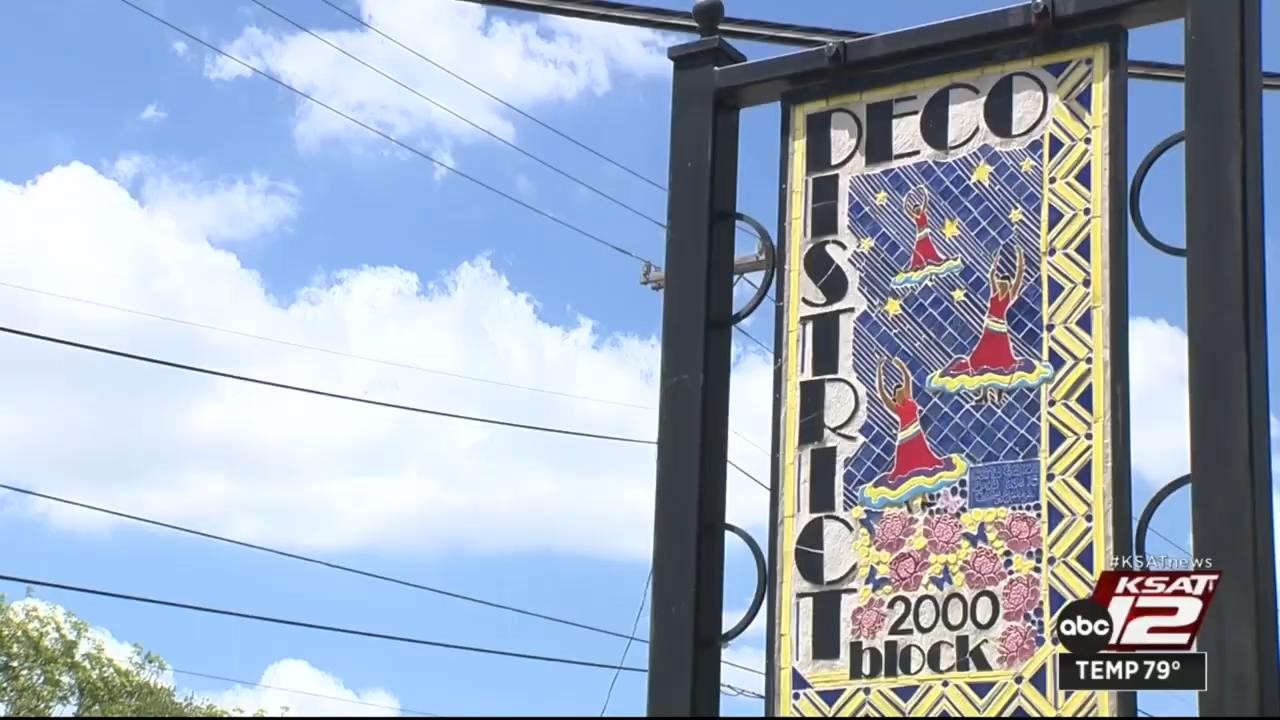 DECO
DISTRICT
2000
block
#KSATnews
KSAT
abc 12
TEMP 79°